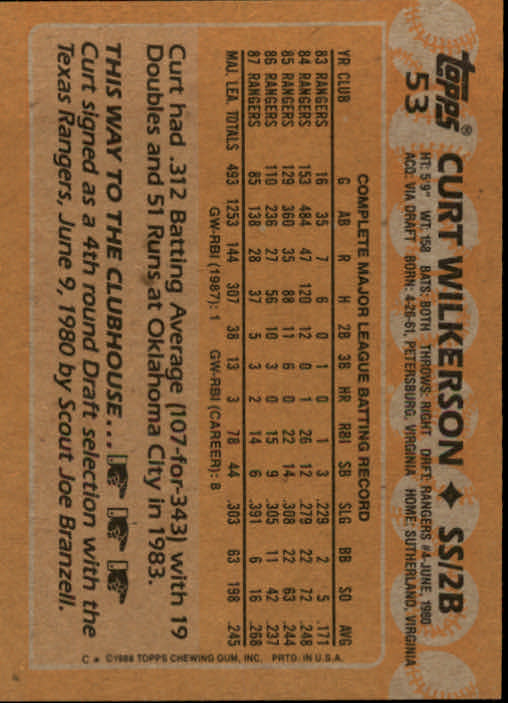 topps® CURT WILKERSON ◆ SS/2B
53 HT: 5'9" WT: 158 BATS: BOTH THROWS: RIGHT DRFT: RANGERS #4-JUNE, 1980
ACQ: VIA DRAFT BORN: 4-26-61, PETERSBURG, VIRGINIA HOME: SUTHERLAND, VIRGINIA
COMPLETE MAJOR LEAGUE BATTING RECORD
YR CLUB G AB R H 2B 3B HR RBI SB SLG BB SO AVG
83 RANGERS 16 35 7 6 0 1 0 1 3 .229 2 5 .171
84 RANGERS 153 484 47 120 12 0 1 26 12 .279 22 72 .248
85 RANGERS 129 360 35 88 11 6 0 22 14 .308 22 63 .244
86 RANGERS 110 236 27 56 10 3 0 15 9 .305 11 42 .237
87 RANGERS 85 138 28 37 5 3 2 14 6 .391 6 16 .268
MAJ. LEA. TOTALS 493 1253 144 307 38 13 3 78 44 .303 63 198 .245
GW-RBI (1987): 1 GW-RBI (CAREER): 8
Curt had .312 Batting Average (107-for-343) with 19
Doubles and 51 Runs at Oklahoma City in 1983.
THIS WAY TO THE CLUBHOUSE...
Curt signed as a 4th round Draft selection with the
Texas Rangers, June 9, 1980 by Scout Joe Branzell.
C * ©1988 TOPPS CHEWING GUM, INC. PRTD. IN U.S.A.